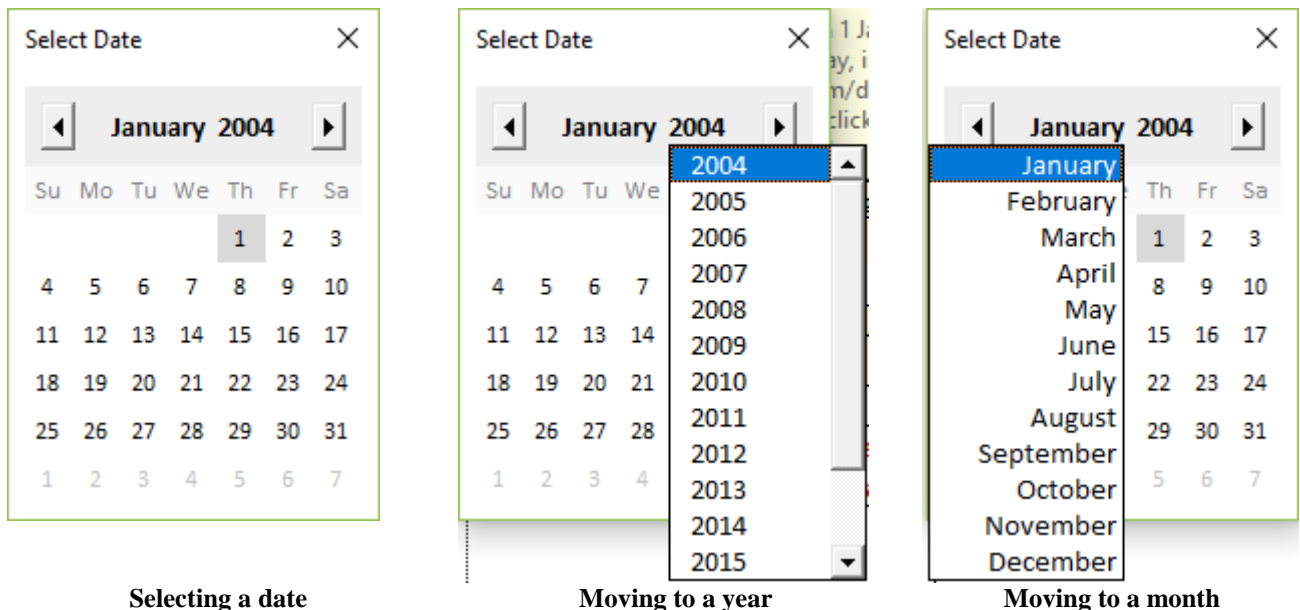 Select Date
January 2004
Su Mo Tu We Th Fr Sa
1 2 3
4 5 6 7 8 9 10
11 12 13 14 15 16 17
18 19 20 21 22 23 24
25 26 27 28 29 30 31
1 2 3 4 5 6 7
Selecting a date
Select Date
January 2004
Su Mo Tu We
4 5 6 7
11 12 13 14
18 19 20 21
25 26 27 28
1 2 3 4
2004
2005
2006
2007
2008
2009
2010
2011
2012
2013
2014
2015
Moving to a year
Select Date
January 2004
January
February
March
April
May
June
July
August
September
October
November
December
Th Fr Sa
1 2 3
8 9 10
15 16 17
22 23 24
29 30 31
5 6 7
Moving to a month